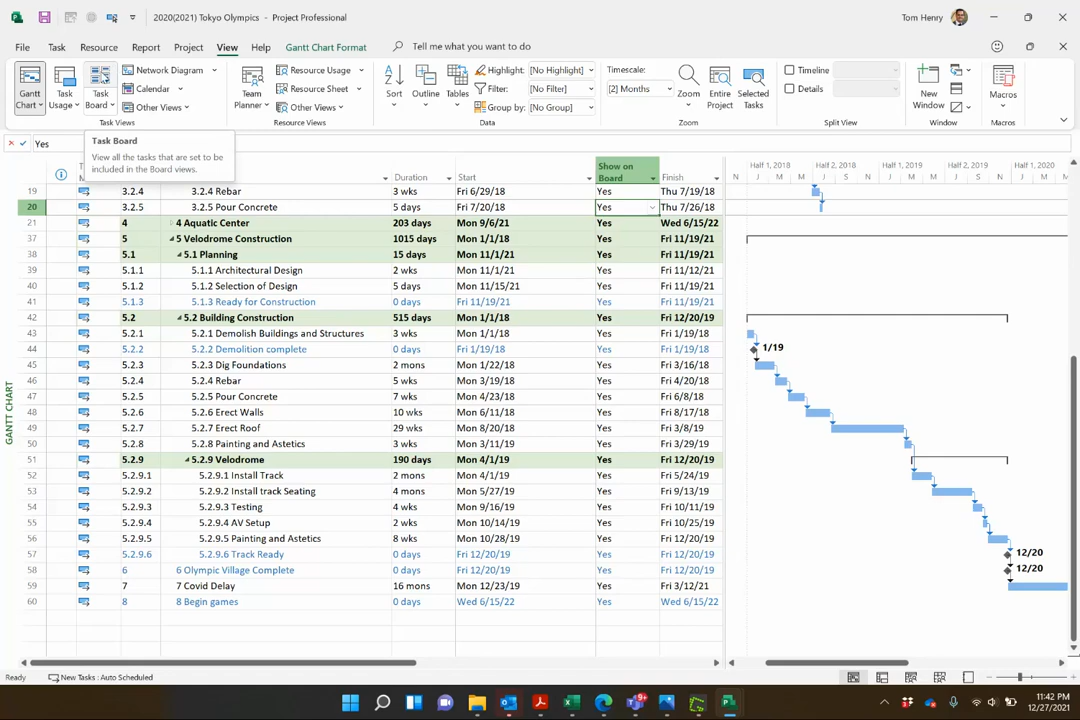 2020(2021) Tokyo Olympics - Project Professional
Tom Henry
File Task Resource Report Project View Help Gantt Chart Format Tell me what you want to do
Gantt Chart
Task Usage
Task Board
Network Diagram
Calendar
Other Views
Task Views
Team Planner
Resource Usage
Resource Sheet
Other Views
Resource Views
Sort
Outline
Tables
Highlight: [No Highlight]
Filter: [No Filter]
Group by: [No Group]
Data
Timescale:
[2] Months
Zoom
Entire Project
Selected Tasks
Zoom
Timeline
Details
Split View
New Window
Window
Macros
Macros
Yes
Task Board
View all the tasks that are set to be included in the Board views.
Duration Start Show on Board Finish
Half 1, 2018 Half 2, 2018 Half 1, 2019 Half 2, 2019 Half 1, 2020
N J M M J S N J M M J S N J M
19 3.2.4 3.2.4 Rebar 3 wks Fri 6/29/18 Yes Thu 7/19/18
20 3.2.5 3.2.5 Pour Concrete 5 days Fri 7/20/18 Yes Thu 7/26/18
21 4 4 Aquatic Center 203 days Mon 9/6/21 Yes Wed 6/15/22
37 5 5 Velodrome Construction 1015 days Mon 1/1/18 Yes Fri 11/19/21
38 5.1 5.1 Planning 15 days Mon 11/1/21 Yes Fri 11/19/21
39 5.1.1 5.1.1 Architectural Design 2 wks Mon 11/1/21 Yes Fri 11/12/21
40 5.1.2 5.1.2 Selection of Design 5 days Mon 11/15/21 Yes Fri 11/19/21
41 5.1.3 5.1.3 Ready for Construction 0 days Fri 11/19/21 Yes Fri 11/19/21
42 5.2 5.2 Building Construction 515 days Mon 1/1/18 Yes Fri 12/20/19
43 5.2.1 5.2.1 Demolish Buildings and Structures 3 wks Mon 1/1/18 Yes Fri 1/19/18
44 5.2.2 5.2.2 Demolition complete 0 days Fri 1/19/18 Yes Fri 1/19/18 1/19
45 5.2.3 5.2.3 Dig Foundations 2 mons Mon 1/22/18 Yes Fri 3/16/18
46 5.2.4 5.2.4 Rebar 5 wks Mon 3/19/18 Yes Fri 4/20/18
47 5.2.5 5.2.5 Pour Concrete 7 wks Mon 4/23/18 Yes Fri 6/8/18
48 5.2.6 5.2.6 Erect Walls 10 wks Mon 6/11/18 Yes Fri 8/17/18
49 5.2.7 5.2.7 Erect Roof 29 wks Mon 8/20/18 Yes Fri 3/8/19
50 5.2.8 5.2.8 Painting and Astetics 3 wks Mon 3/11/19 Yes Fri 3/29/19
51 5.2.9 5.2.9 Velodrome 190 days Mon 4/1/19 Yes Fri 12/20/19
52 5.2.9.1 5.2.9.1 Install Track 2 mons Mon 4/1/19 Yes Fri 5/24/19
53 5.2.9.2 5.2.9.2 Install track Seating 4 mons Mon 5/27/19 Yes Fri 9/13/19
54 5.2.9.3 5.2.9.3 Testing 4 wks Mon 9/16/19 Yes Fri 10/11/19
55 5.2.9.4 5.2.9.4 AV Setup 2 wks Mon 10/14/19 Yes Fri 10/25/19
56 5.2.9.5 5.2.9.5 Painting and Astetics 8 wks Mon 10/28/19 Yes Fri 12/20/19
57 5.2.9.6 5.2.9.6 Track Ready 0 days Fri 12/20/19 Yes Fri 12/20/19 12/20
58 6 6 Olympic Village Complete 0 days Fri 12/20/19 Yes Fri 12/20/19 12/20
59 7 7 Covid Delay 16 mons Mon 12/23/19 Yes Fri 3/12/21
60 8 8 Begin games 0 days Wed 6/15/22 Yes Wed 6/15/22
GANTT CHART
Ready New Tasks : Auto Scheduled
11:42 PM
12/27/2021